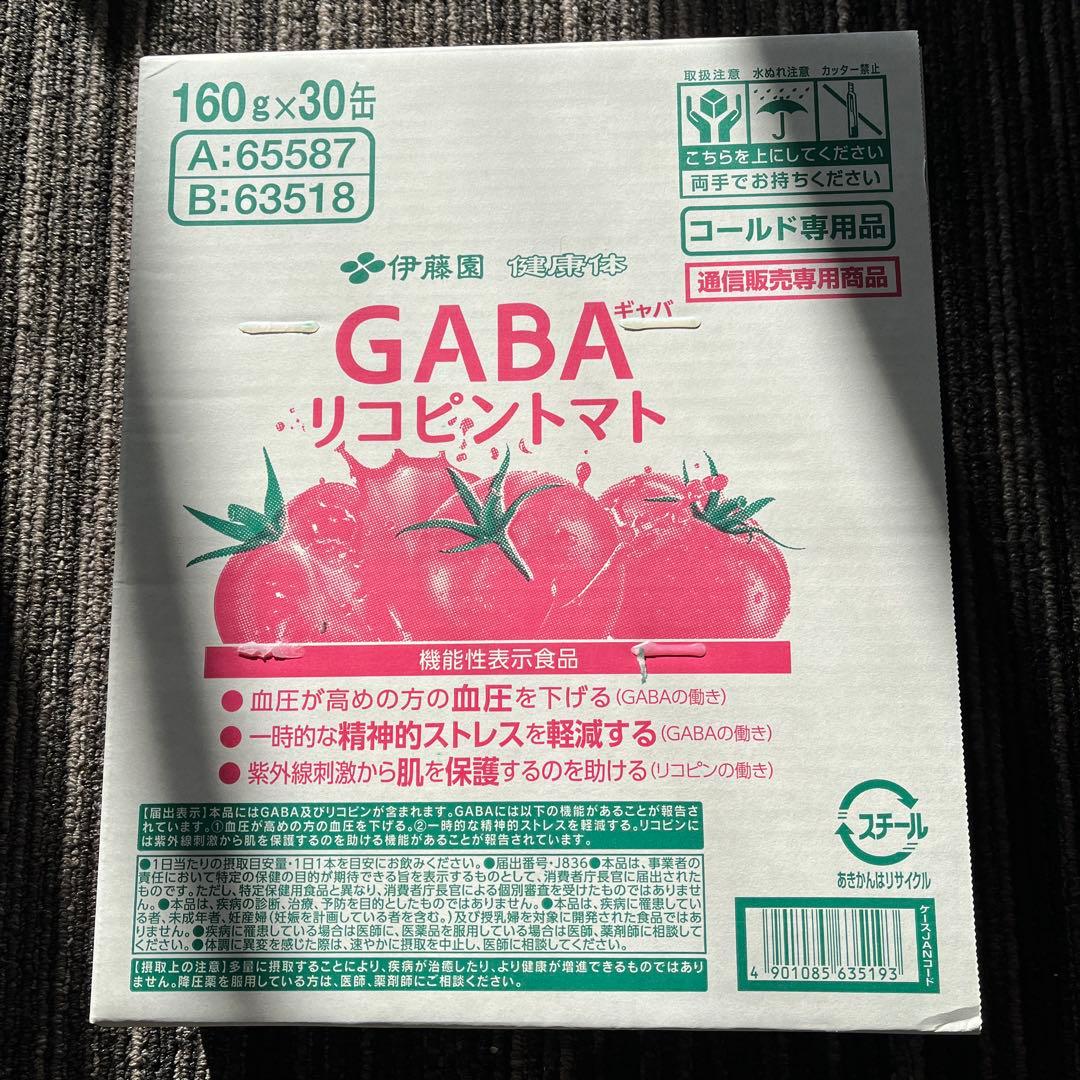 160g×30缶
A:65587
B:63518
取扱注意 水ぬれ注意 カッター禁止
こちらを上にしてください
両手でお持ちください
コールド専用品
通信販売専用商品
伊藤園 健康体
GABA
ギャバ
リコピントマト
機能性表示食品
●血圧が高めの方の血圧を下げる(GABAの働き)
●一時的な精神的ストレスを軽減する(GABAの働き)
●紫外線刺激から肌を保護するのを助ける(リコピンの働き)
【届出表示】本品にはGABA及びリコピンが含まれます。GABAには以下の機能があることが報告さ
れています。①血圧が高めの方の血圧を下げる。②一時的な精神的ストレスを軽減する。リコピンに
は紫外線刺激から肌を保護するのを助ける機能があることが報告されています。
●1日当たりの摂取目安量・1日1本を目安にお飲みください。●届出番号・J836●本品は、事業者の
責任において特定の保健の目的が期待できる旨を表示するものとして、消費者庁長官に届出された
ものです。ただし、特定保健用食品と異なり、消費者庁長官による個別審査を受けたものではありませ
ん。●本品は、疾病の診断、治療、予防を目的としたものではありません。●本品は、疾病に罹患してい
る者、未成年者、妊産婦(妊娠を計画している者を含む。)及び授乳婦を対象に開発された食品ではあ
りません。●疾病に罹患している場合は医師に、医薬品を服用している場合は医師、薬剤師に相談して
ください。●体調に異変を感じた際は、速やかに摂取を中止し、医師に相談してください。
【摂取上の注意】多量に摂取することにより、疾病が治癒したり、より健康が増進できるものではあり
ません。降圧薬を服用している方は、医師、薬剤師にご相談ください。
スチール
あきかんはリサイクル
ケースJANコード
4 901085 635193